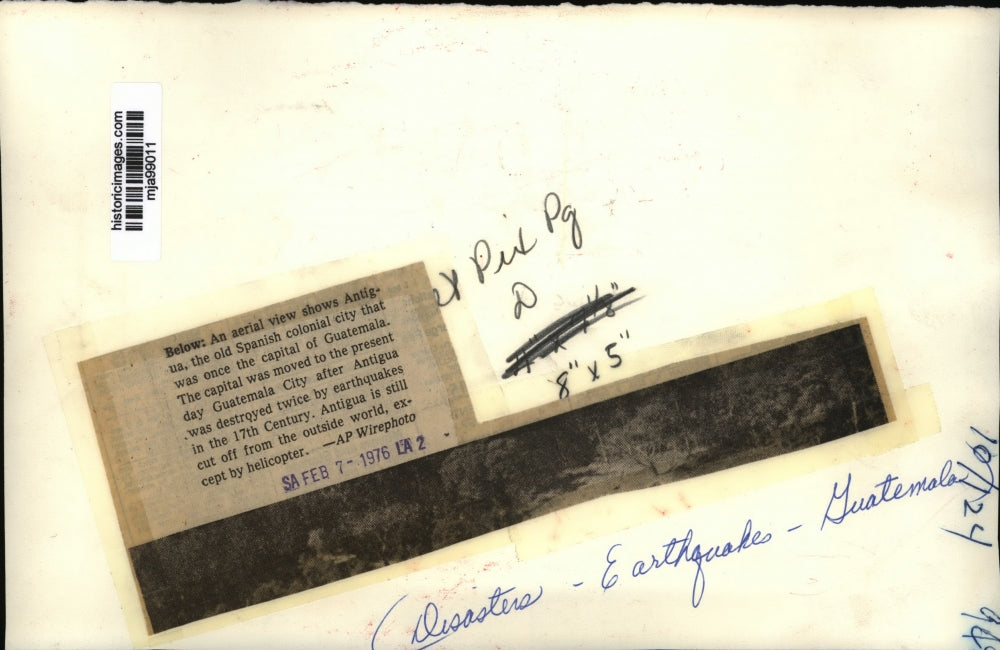 historicimages.com
mja99011
Pix Pg
D
8" x 5"
Below: An aerial view shows Antig-
ua, the old Spanish colonial city that
was once the capital of Guatemala.
The capital was moved to the present
day Guatemala City after Antigua
was destroyed twice by earthquakes
in the 17th Century. Antigua is still
cut off from the outside world, ex-
cept by helicopter. —AP Wirephoto
SA FEB 7 - 1976 LA 2
(Disasters - Earthquakes - Guatemala